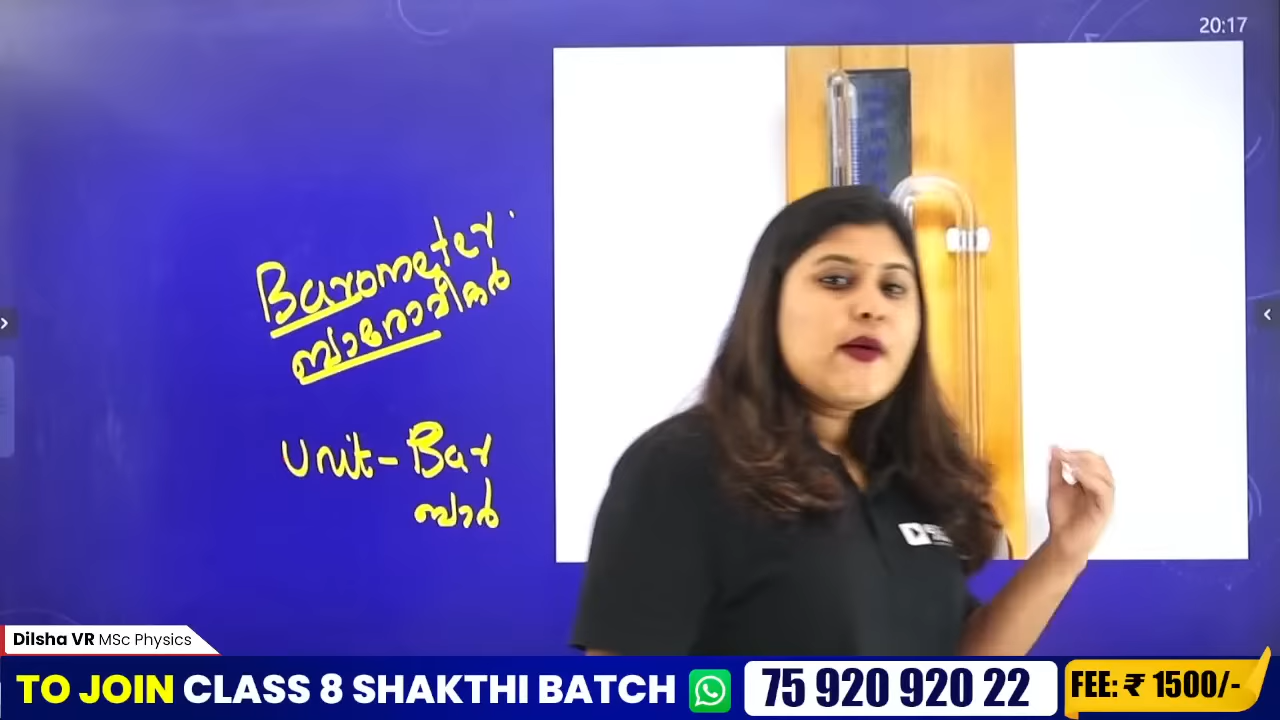 20:17
Barometer
ബാരോമീറ്റർ
Unit-Bar
ബാർ
Dilsha VR MSc Physics
TO JOIN CLASS 8 SHAKTHI BATCH
75 920 920 22
FEE: ₹ 1500/-